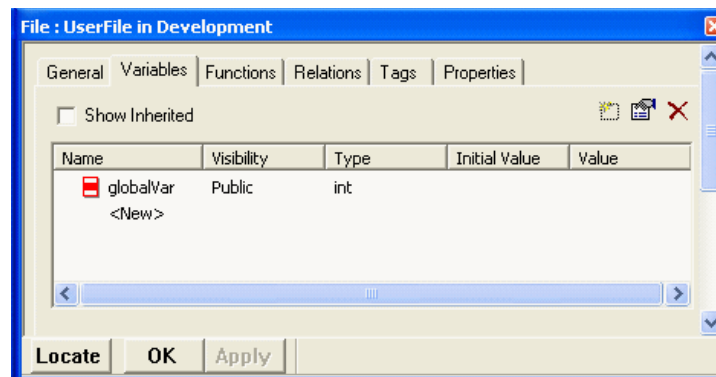 File : UserFile in Development
General Variables Functions Relations Tags Properties
Show Inherited
Name Visibility Type Initial Value Value
globalVar Public int
<New>
Locate OK Apply